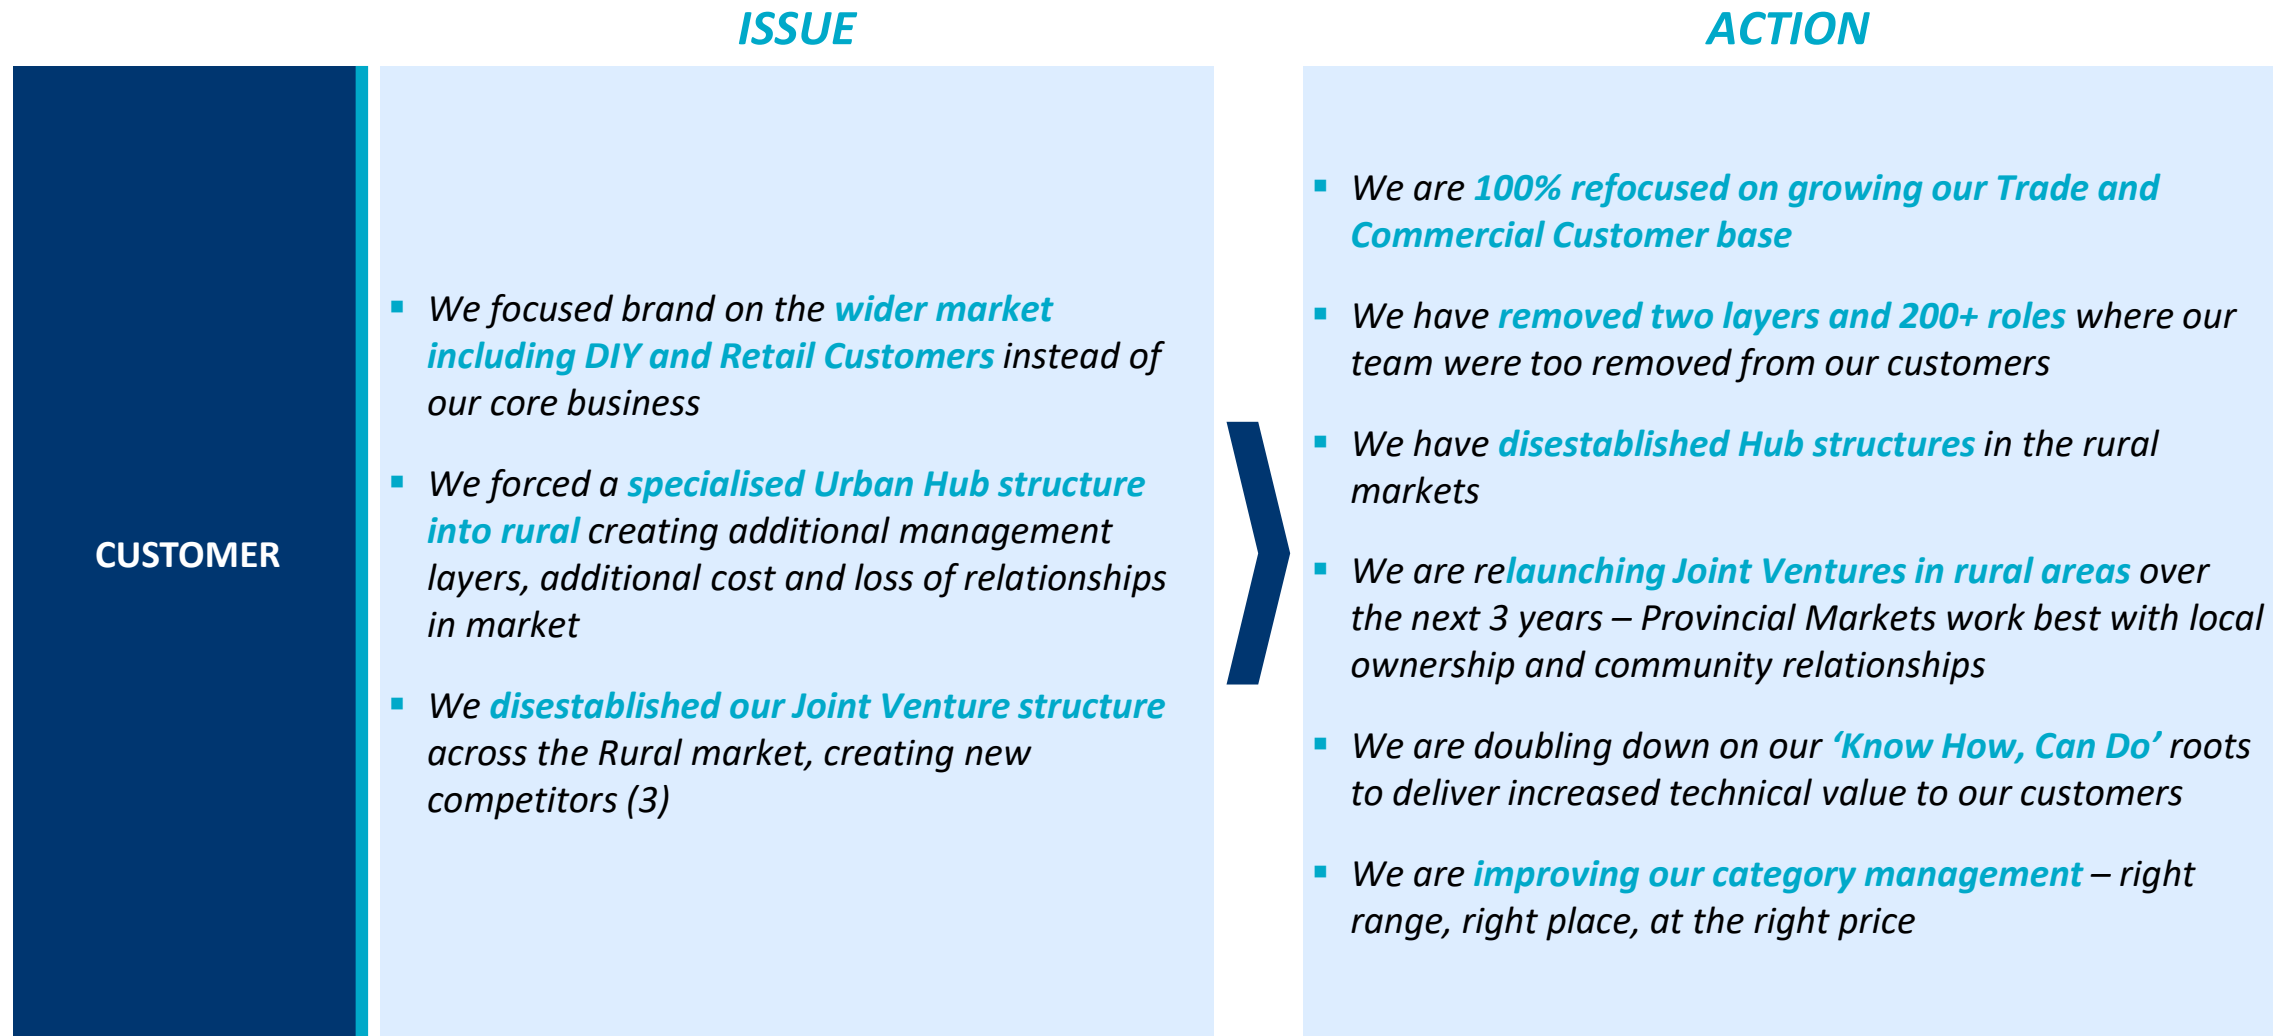 ISSUE
ACTION
CUSTOMER
▪ We focused brand on the wider market
including DIY and Retail Customers instead of
our core business
▪ We forced a specialised Urban Hub structure
into rural creating additional management
layers, additional cost and loss of relationships
in market
▪ We disestablished our Joint Venture structure
across the Rural market, creating new
competitors (3)
▪ We are 100% refocused on growing our Trade and
Commercial Customer base
▪ We have removed two layers and 200+ roles where our
team were too removed from our customers
▪ We have disestablished Hub structures in the rural
markets
▪ We are relaunching Joint Ventures in rural areas over
the next 3 years – Provincial Markets work best with local
ownership and community relationships
▪ We are doubling down on our ‘Know How, Can Do’ roots
to deliver increased technical value to our customers
▪ We are improving our category management – right
range, right place, at the right price